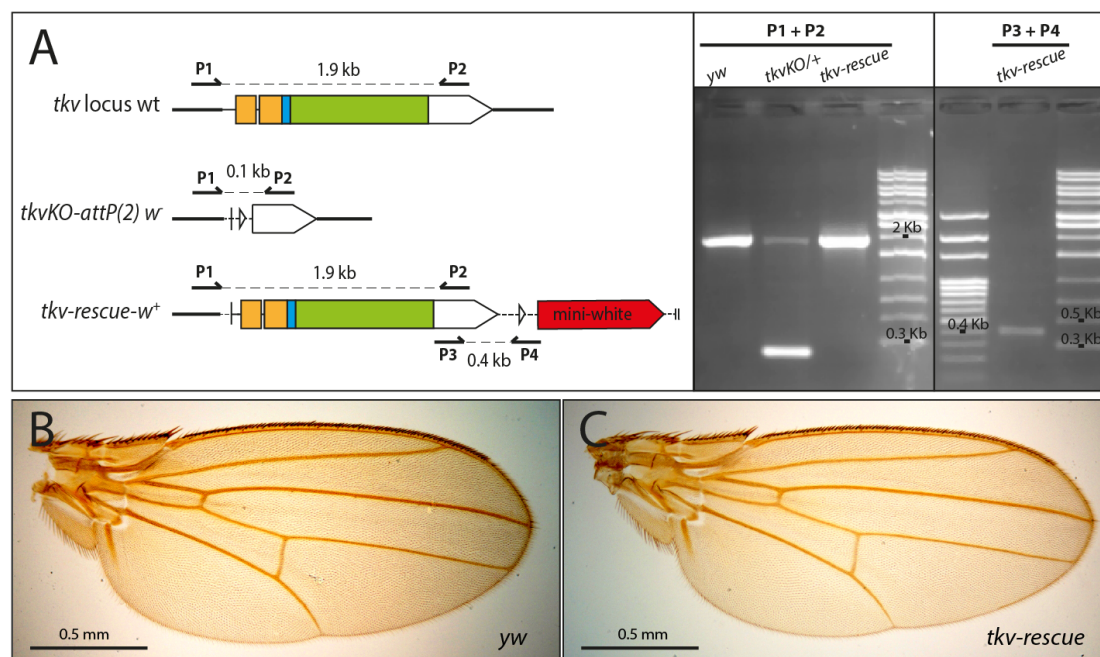 A
P1 1.9 kb P2
tkv locus wt
P1 0.1 kb P2
tkvKO-attP(2) w-
P1 1.9 kb P2
tkv-rescue-w+
mini-white
P3 0.4 kb P4
P1 + P2
yw tkvKO/+ tkv-rescue
2 Kb
0.3 Kb
P3 + P4
tkv-rescue
0.4 Kb
0.5 Kb
0.3 Kb
B
0.5 mm
yw
C
0.5 mm
tkv-rescue